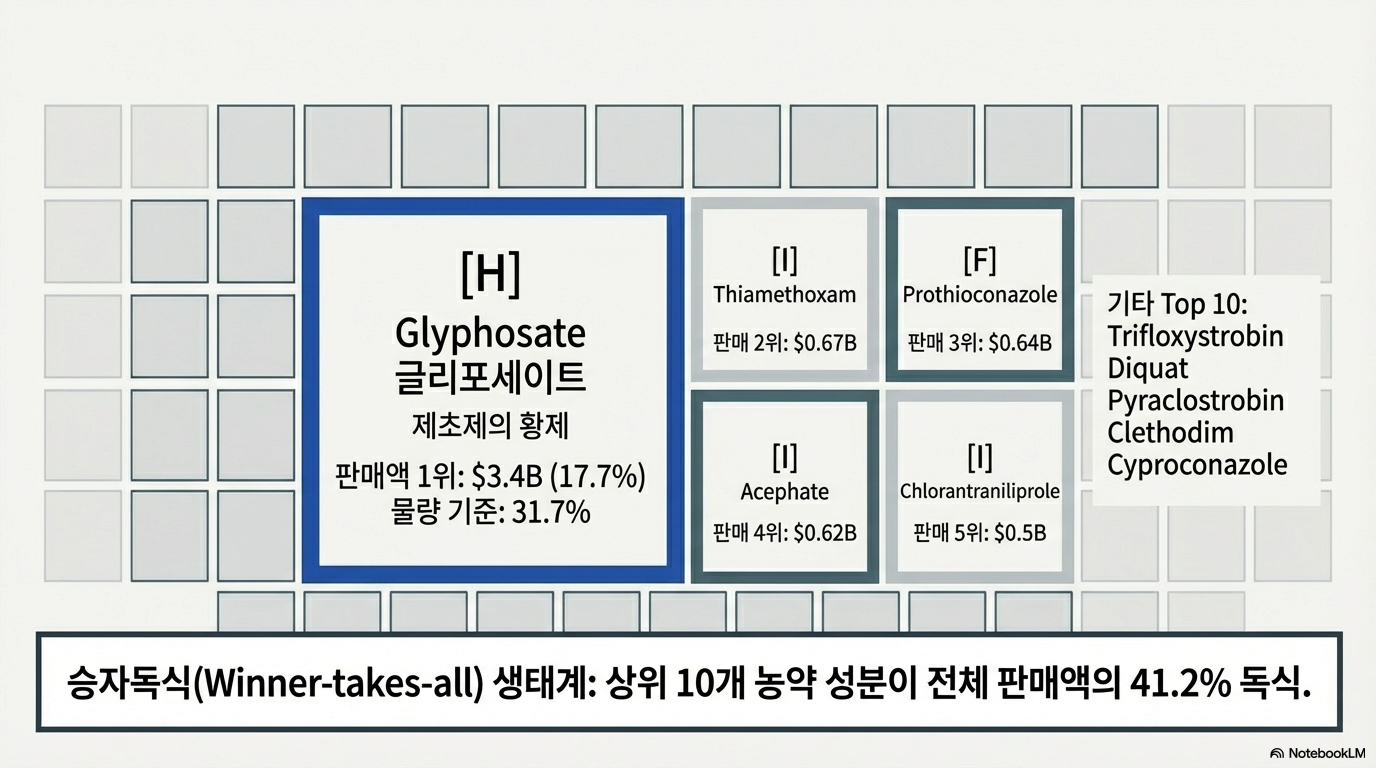 [H]
Glyphosate
글리포세이트
제초제의 황제
판매액 1위: $3.4B (17.7%)
물량 기준: 31.7%
[I]
Thiamethoxam
판매 2위: $0.67B
[F]
Prothioconazole
판매 3위: $0.64B
[I]
Acephate
판매 4위: $0.62B
[I]
Chlorantraniliprole
판매 5위: $0.5B
기타 Top 10:
Trifloxystrobin
Diquat
Pyraclostrobin
Clethodim
Cyproconazole
승자독식(Winner-takes-all) 생태계: 상위 10개 농약 성분이 전체 판매액의 41.2% 독식.
NotebookLM